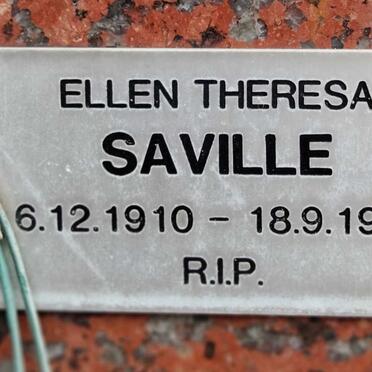 ELLEN THERESA
SAVILLE
6.12.1910 - 18.9.19
R.I.P.